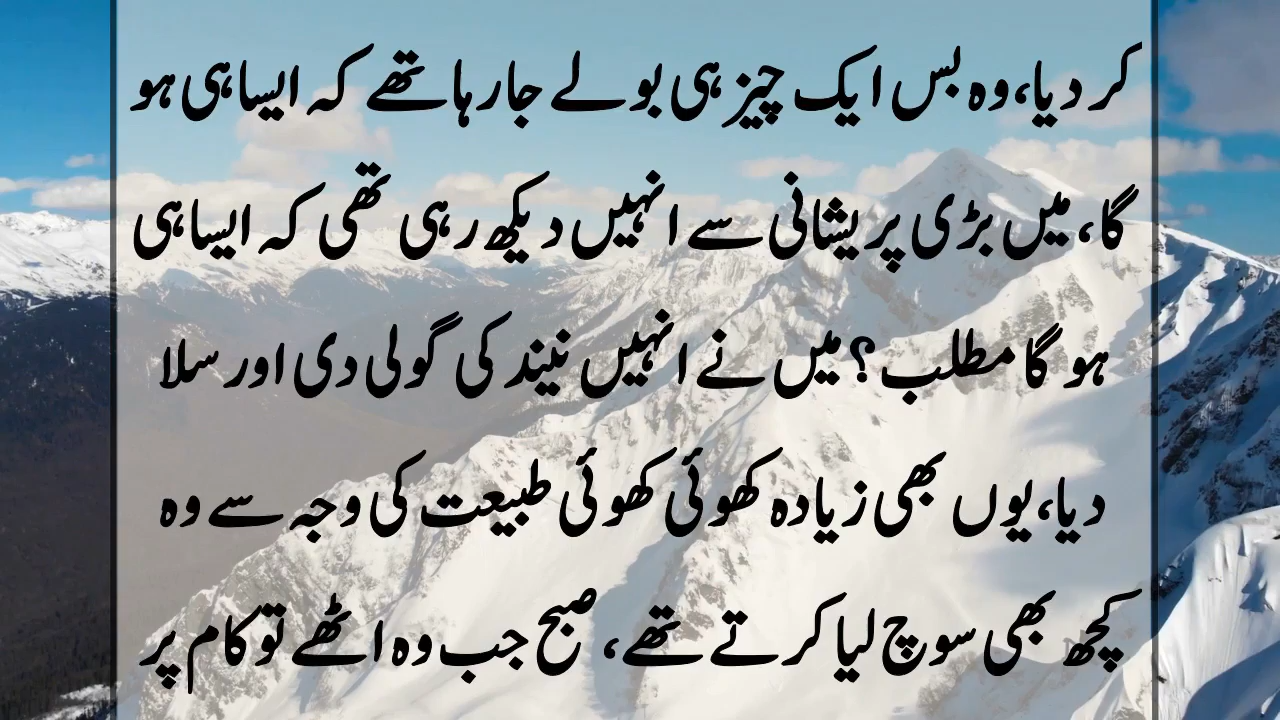 کر دیا، وہ بس ایک چیز ہی بولے جارہا تھے کہ ایسا ہی ہو
گا، میں بڑی پریشانی سے انہیں دیکھ رہی تھی کہ ایسا ہی
ہو گا مطلب؟ میں نے انہیں نیند کی گولی دی اور سلا
دیا، یوں بھی زیادہ کھوئی کھوئی طبیعت کی وجہ سے وہ
کچھ بھی سوچ لیا کرتے تھے، صبح جب وہ اٹھے تو کام پر